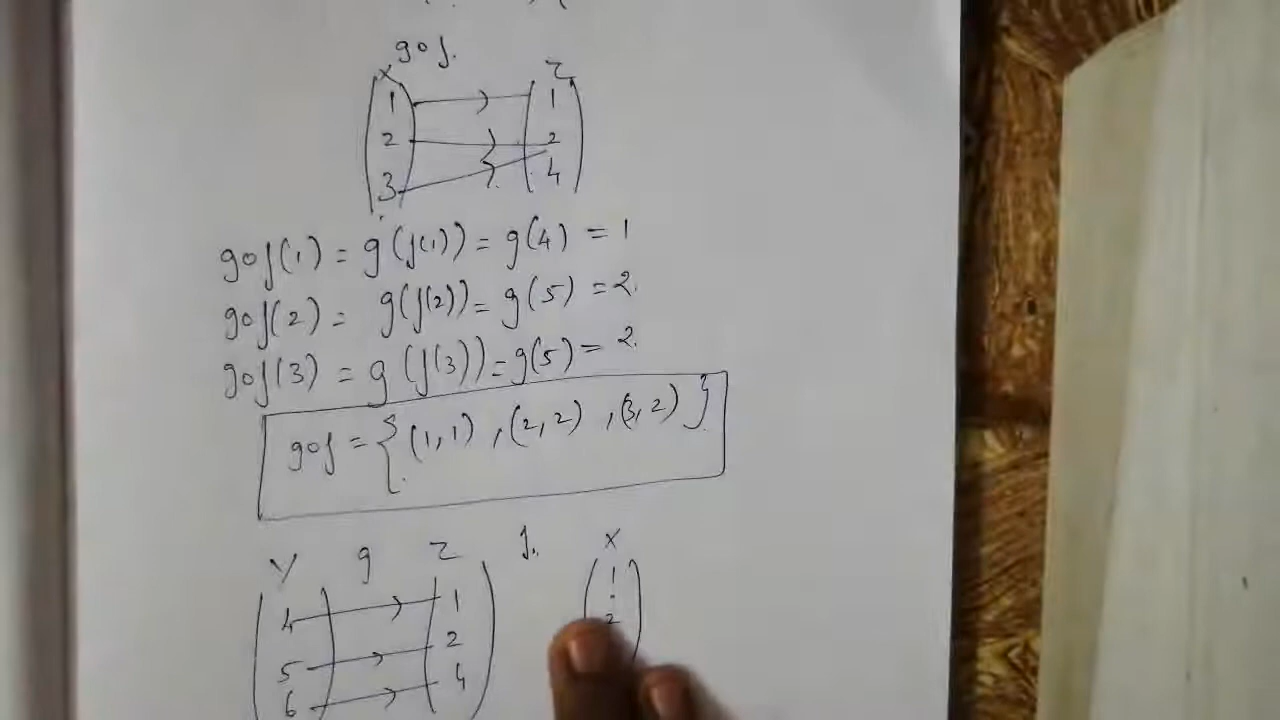 gof.
X Z
1 1
2 2
3 4
gof(1) = g(f(1)) = g(4) = 1
gof(2) = g(f(2)) = g(5) = 2.
gof(3) = g(f(3)) = g(5) = 2.
gof = {(1,1), (2,2), (3,2)}
Y g Z f. X
4 1 1
5 2 2
6 4